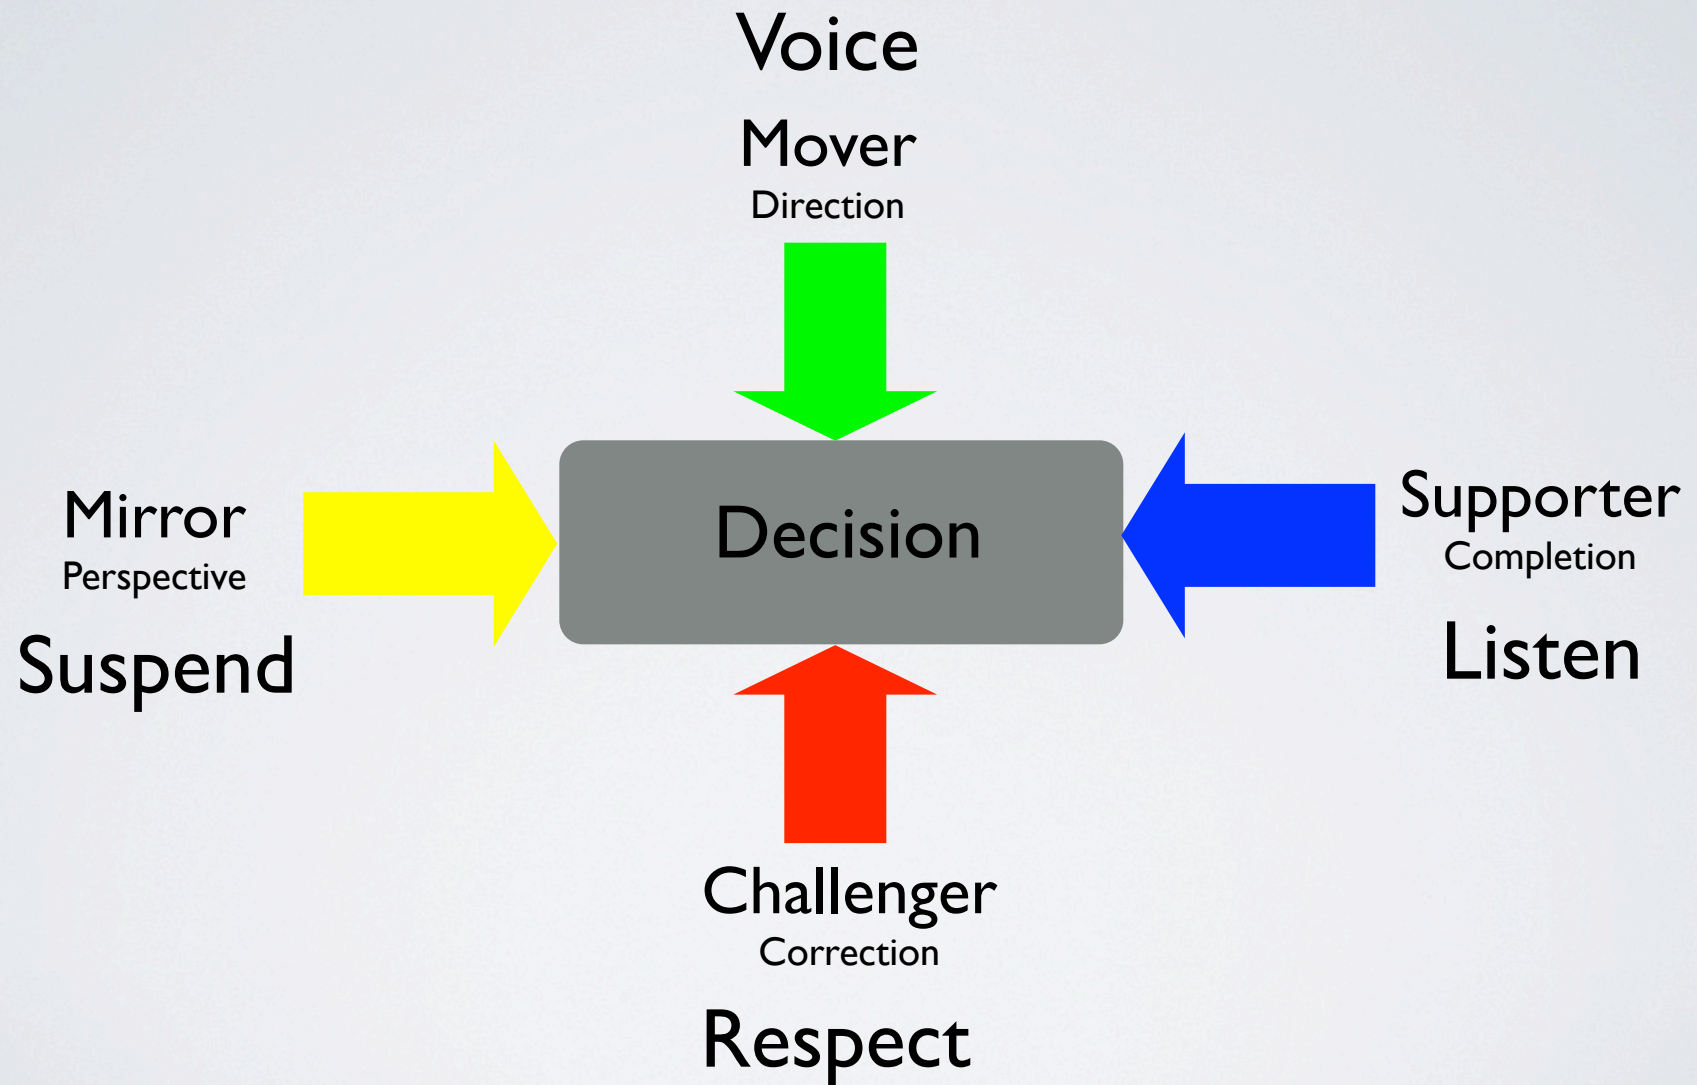 Voice
Mover
Direction
Mirror
Perspective
Suspend
Decision
Supporter
Completion
Listen
Challenger
Correction
Respect